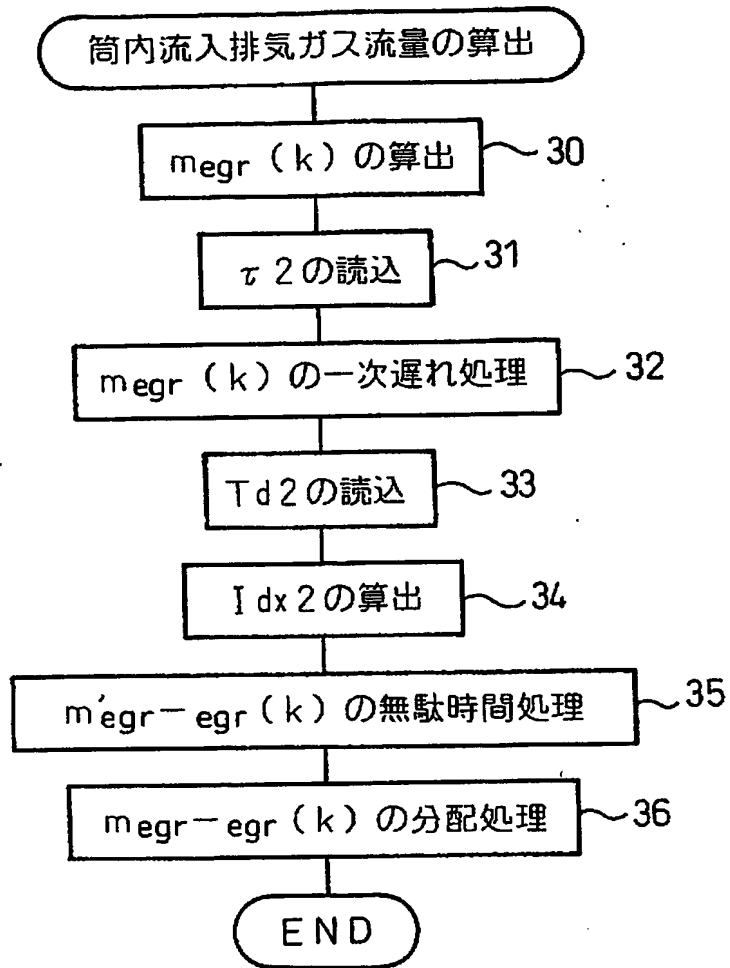 筒内流入排気ガス流量の算出
megr(k)の算出 30
τ2の読込 31
megr(k)の一次遅れ処理 32
Td2の読込 33
Idx2の算出 34
m'egr-egr(k)の無駄時間処理 35
megr-egr(k)の分配処理 36
END